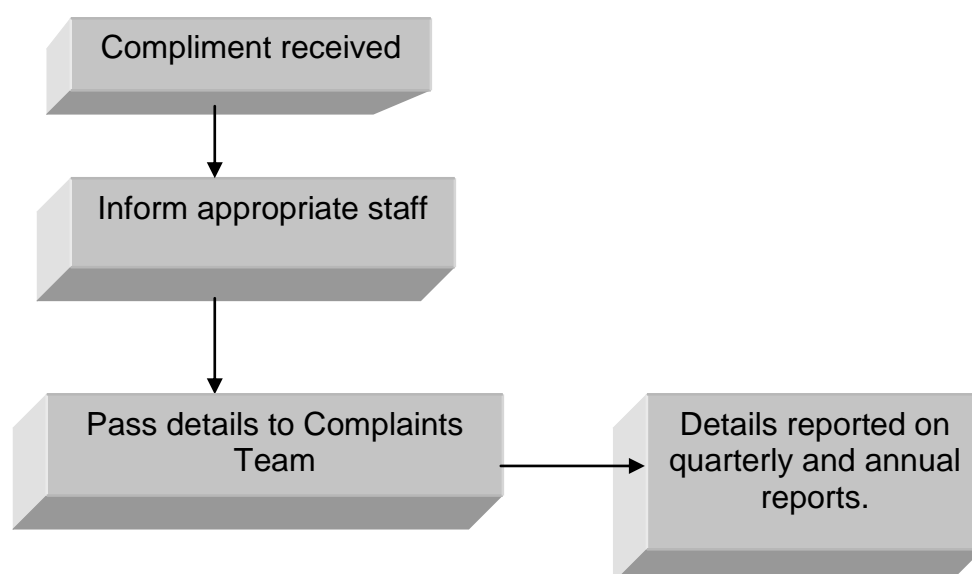 Compliment received
Inform appropriate staff
Pass details to Complaints
Team
Details reported on
quarterly and annual
reports.